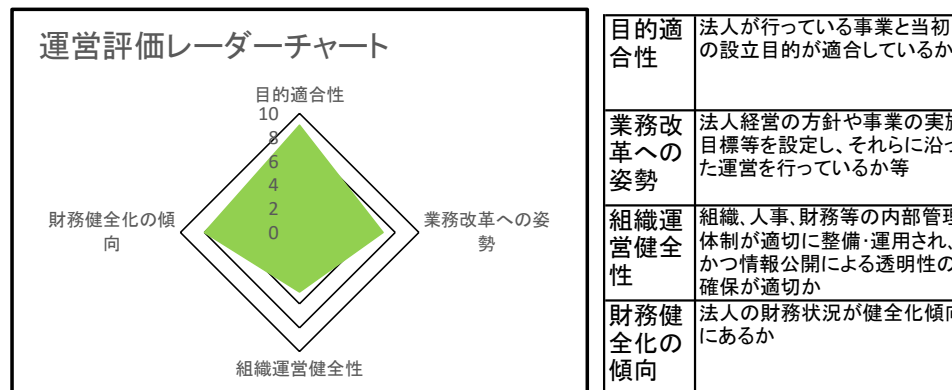 運営評価レーダーチャート
目的適合性
10
8
6
4
2
0
財務健全化の傾
向
業務改革への姿
勢
組織運営健全性
目的適
合性
法人が行っている事業と当初
の設立目的が適合しているか
業務改
革への
姿勢
法人経営の方針や事業の実施
目標等を設定し、それらに沿っ
た運営を行っているか等
組織運
営健全
性
組織、人事、財務等の内部管理
体制が適切に整備・運用され、
かつ情報公開による透明性の
確保が適切か
財務健
全化の
傾向
法人の財務状況が健全化傾向
にあるか